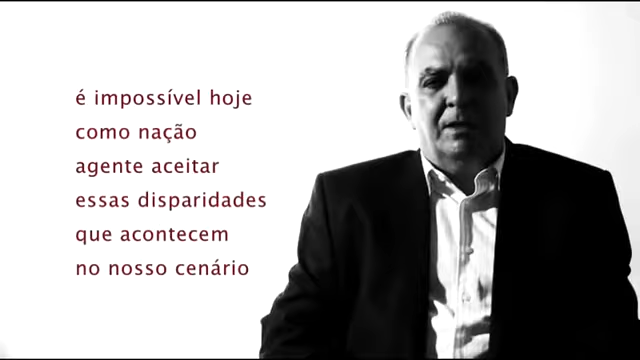 é impossível hoje
como nação
agente aceitar
essas disparidades
que acontecem
no nosso cenário